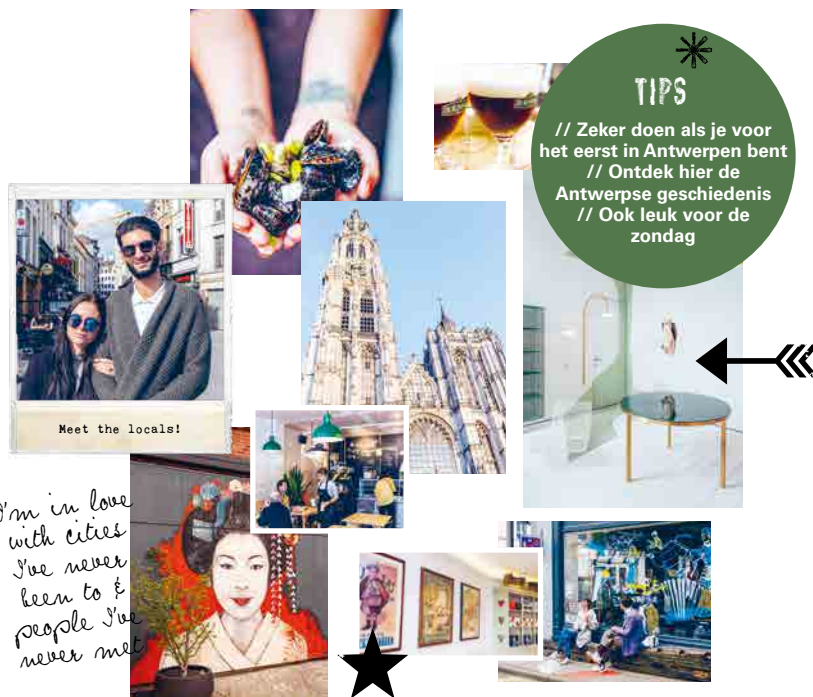 TIPS
// Zeker doen als je voor
het eerst in Antwerpen bent
// Ontdek hier de
Antwerpse geschiedenis
// Ook leuk voor de
zondag
Meet the locals!
I'm in love
with cities
I've never
been to &
people I've
never met